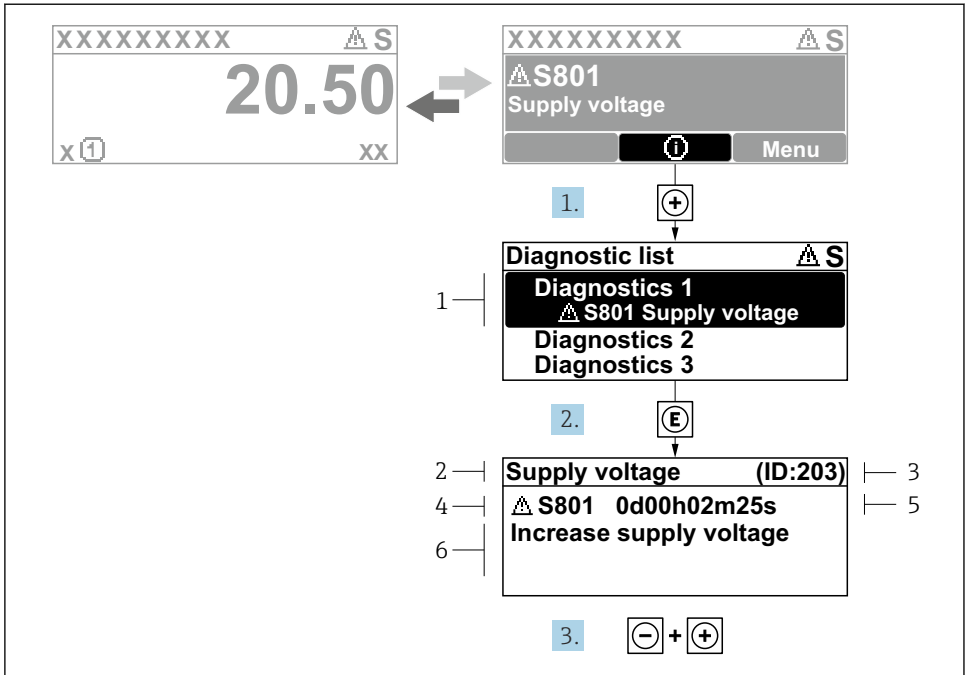 XXXXXXXXX ⚠ S
20.50
x ① XX
XXXXXXXXX ⚠ S
⚠ S801
Supply voltage
ⓘ Menu
1. +
Diagnostic list ⚠ S
1 Diagnostics 1
⚠ S801 Supply voltage
Diagnostics 2
Diagnostics 3
2. E
2 Supply voltage (ID:203) 3
4 ⚠ S801 0d00h02m25s 5
6 Increase supply voltage
3. - + +